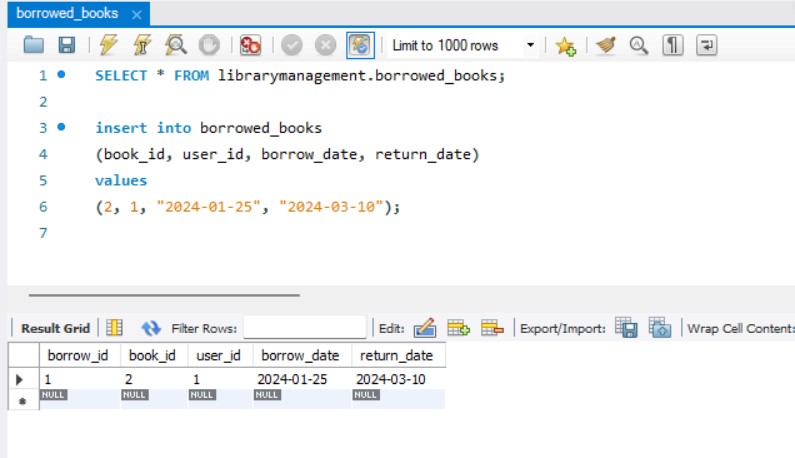 borrowed_books
Limit to 1000 rows
1 SELECT * FROM librarymanagement.borrowed_books;
2
3 insert into borrowed_books
4 (book_id, user_id, borrow_date, return_date)
5 values
6 (2, 1, "2024-01-25", "2024-03-10");
7
Result Grid Filter Rows: Edit: Export/Import: Wrap Cell Content:
borrow_id book_id user_id borrow_date return_date
1 2 1 2024-01-25 2024-03-10
NULL NULL NULL NULL NULL